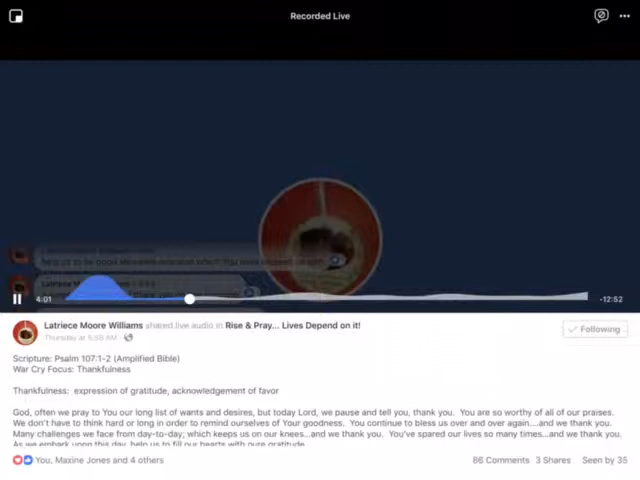 Recorded Live
4:01
-12:52
Latriece Moore Williams shared live audio in Rise & Pray... Lives Depend on it!
Thursday at 5:58 AM ·
Following
Scripture: Psalm 107:1-2 (Amplified Bible)
War Cry Focus: Thankfulness
Thankfulness:  expression of gratitude, acknowledgement of favor
God, often we pray to You our long list of wants and desires, but today Lord, we pause and tell you, thank you.  You are so worthy of all of our praises.
We don't have to think hard or long in order to remember ourselves of Your goodness.  You continue to bless us over and over again....and we thank you.
Many challenges we face from day-to-day; which keeps us on our knees...and we thank you.  You've spared our lives so many times...and we thank you.
As we embark upon this day, help us to fill our hearts with pure gratitude.
You, Maxine Jones and 4 others
86 Comments  3 Shares  Seen by 35